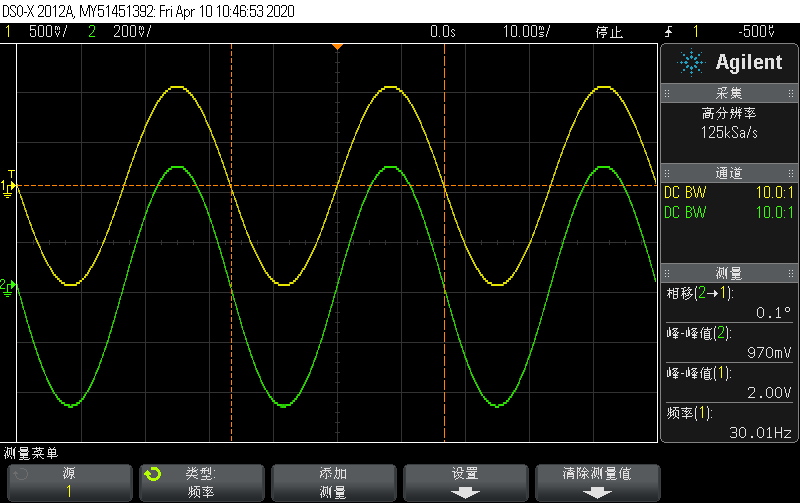 DSO-X 2012A, MY51451392: Fri Apr 10 10:46:53 2020
1 500mV/ 2 200mV/ 0.0s 10.00ms/ 停止 1 -500mV
Agilent
采集
高分辨率
125kSa/s
通道
DC BW 10.0:1
DC BW 10.0:1
测量
相移(2→1):
0.1°
峰-峰值(2):
970mV
峰-峰值(1):
2.00V
频率(1):
30.01Hz
T
1
2
测量菜单
源
1
类型:
频率
添加
测量
设置
清除测量值